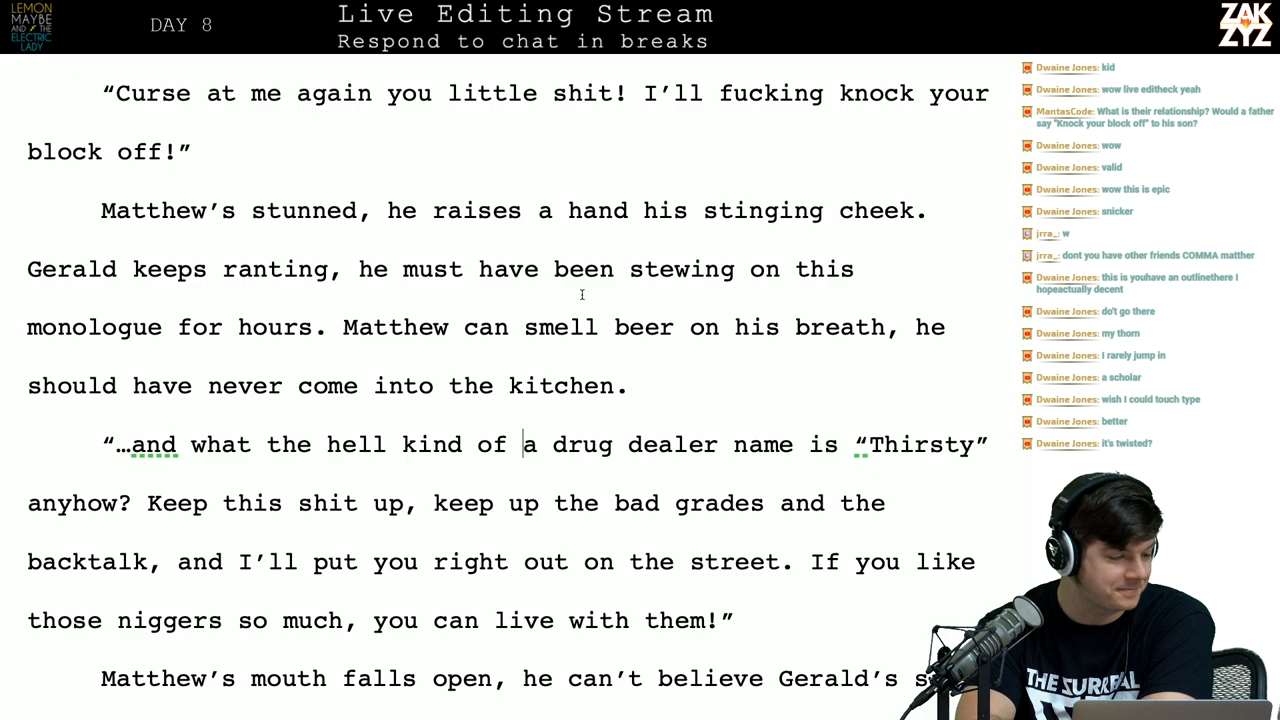 LEMON
MAYBE
AND THE
ELECTRIC
LADY
DAY 8
Live Editing Stream
Respond to chat in breaks
ZAK
ZYZ
“Curse at me again you little shit! I’ll fucking knock your
block off!”
Matthew’s stunned, he raises a hand his stinging cheek.
Gerald keeps ranting, he must have been stewing on this
monologue for hours. Matthew can smell beer on his breath, he
should have never come into the kitchen.
“…and what the hell kind of a drug dealer name is “Thirsty”
anyhow? Keep this shit up, keep up the bad grades and the
backtalk, and I’ll put you right out on the street. If you like
those niggers so much, you can live with them!”
Matthew’s mouth falls open, he can’t believe Gerald’s
Dwaine Jones: kid
Dwaine Jones: wow live editheck yeah
MantasCode: What is their relationship? Would a father
say "Knock your block off" to his son?
Dwaine Jones: wow
Dwaine Jones: valid
Dwaine Jones: wow this is epic
Dwaine Jones: snicker
jrra_: w
jrra_: dont you have other friends COMMA matther
Dwaine Jones: this is youhave an outlinethere I
hopeactually decent
Dwaine Jones: do't go there
Dwaine Jones: my thorn
Dwaine Jones: I rarely jump in
Dwaine Jones: a scholar
Dwaine Jones: wish I could touch type
Dwaine Jones: better
Dwaine Jones: it's twisted?
THE SURREAL